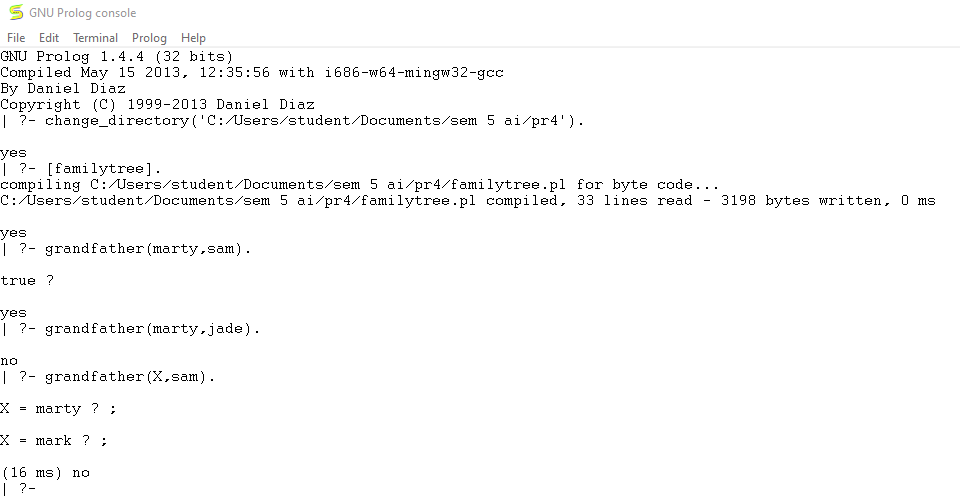 GNU Prolog console
File Edit Terminal Prolog Help
GNU Prolog 1.4.4 (32 bits)
Compiled May 15 2013, 12:35:56 with i686-w64-mingw32-gcc
By Daniel Diaz
Copyright (C) 1999-2013 Daniel Diaz
| ?- change_directory('C:/Users/student/Documents/sem 5 ai/pr4').
yes
| ?- [familytree].
compiling C:/Users/student/Documents/sem 5 ai/pr4/familytree.pl for byte code...
C:/Users/student/Documents/sem 5 ai/pr4/familytree.pl compiled, 33 lines read - 3198 bytes written, 0 ms
yes
| ?- grandfather(marty,sam).
true ?
yes
| ?- grandfather(marty,jade).
no
| ?- grandfather(X,sam).
X = marty ? ;
X = mark ? ;
(16 ms) no
| ?-